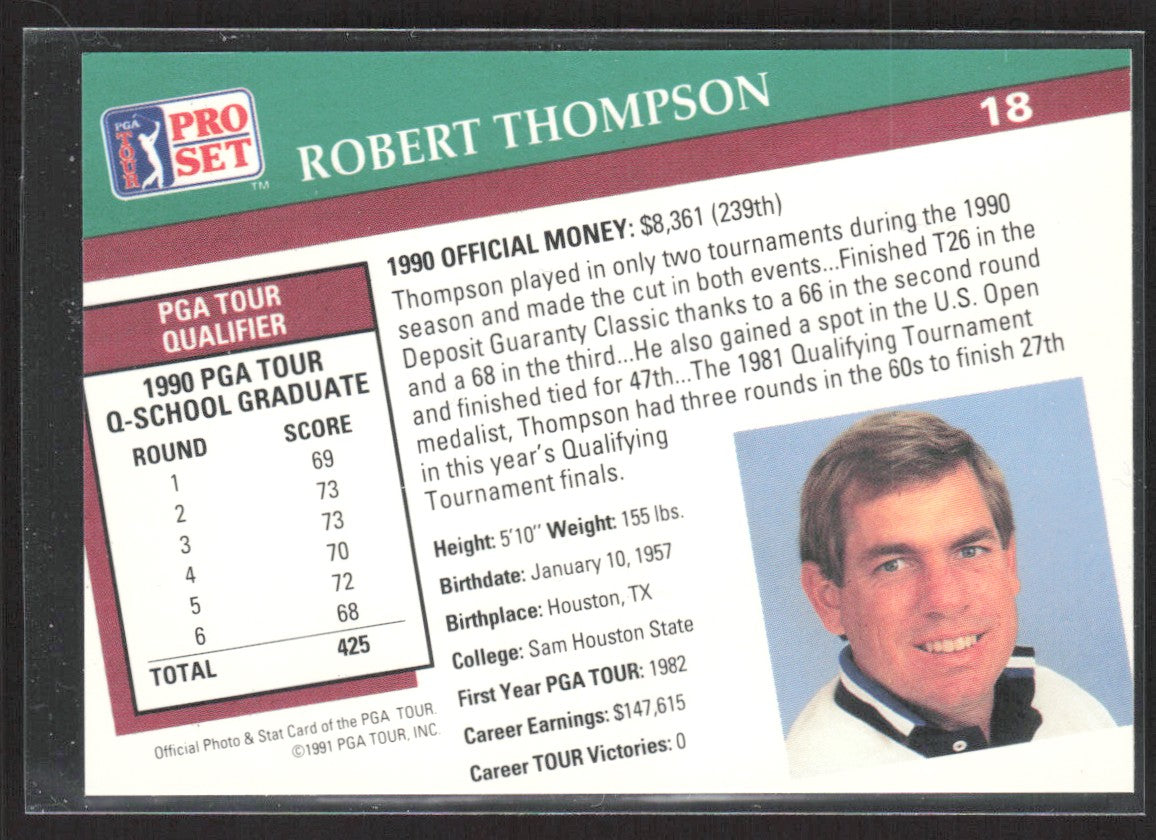 PGA TOUR
PRO SET
TM
ROBERT THOMPSON
18
1990 OFFICIAL MONEY: $8,361 (239th)
Thompson played in only two tournaments during the 1990
season and made the cut in both events...Finished T26 in the
Deposit Guaranty Classic thanks to a 66 in the second round
and a 68 in the third...He also gained a spot in the U.S. Open
and finished tied for 47th...The 1981 Qualifying Tournament
medalist, Thompson had three rounds in the 60s to finish 27th
in this year's Qualifying
Tournament finals.
PGA TOUR
QUALIFIER
1990 PGA TOUR
Q-SCHOOL GRADUATE
ROUND SCORE
1 69
2 73
3 73
4 70
5 72
6 68
TOTAL 425
Height: 5'10" Weight: 155 lbs.
Birthdate: January 10, 1957
Birthplace: Houston, TX
College: Sam Houston State
First Year PGA TOUR: 1982
Career Earnings: $147,615
Career TOUR Victories: 0
Official Photo & Stat Card of the PGA TOUR.
©1991 PGA TOUR, INC.